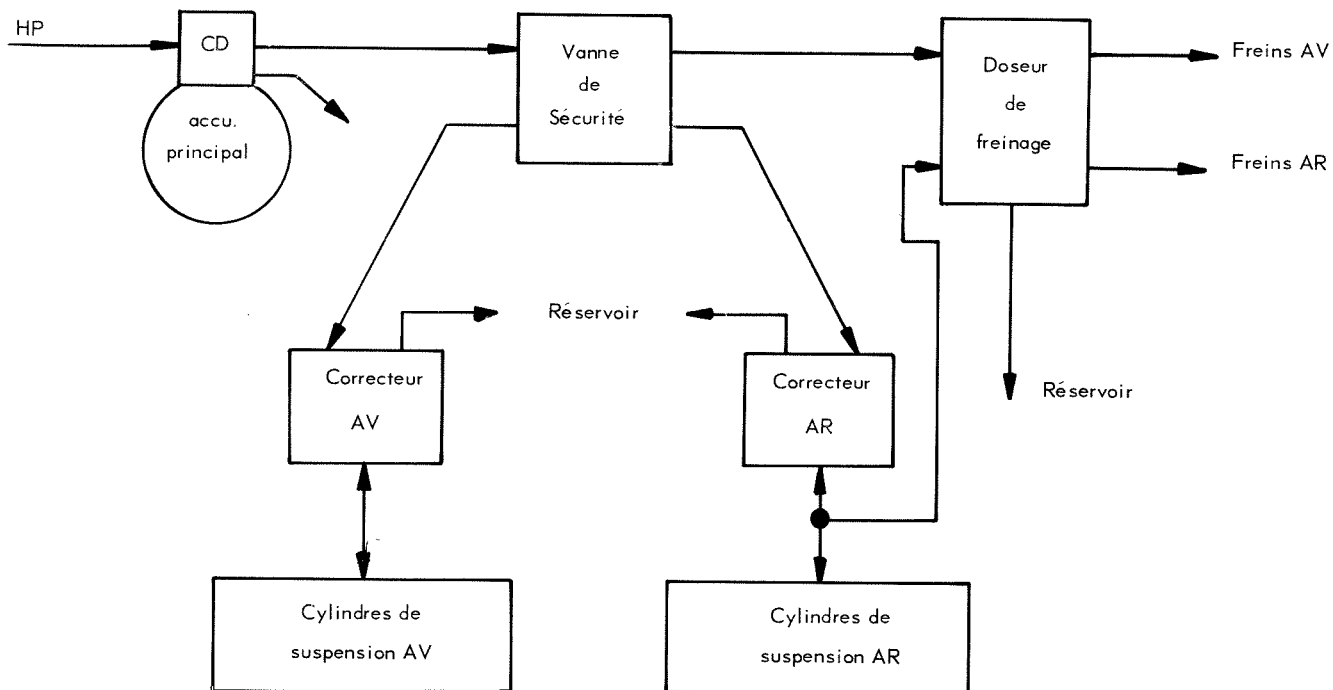 HP
CD
accu.
principal
Vanne
de
Sécurité
Doseur
de
freinage
Freins AV
Freins AR
Réservoir
Réservoir
Correcteur
AV
Correcteur
AR
Cylindres de
suspension AV
Cylindres de
suspension AR